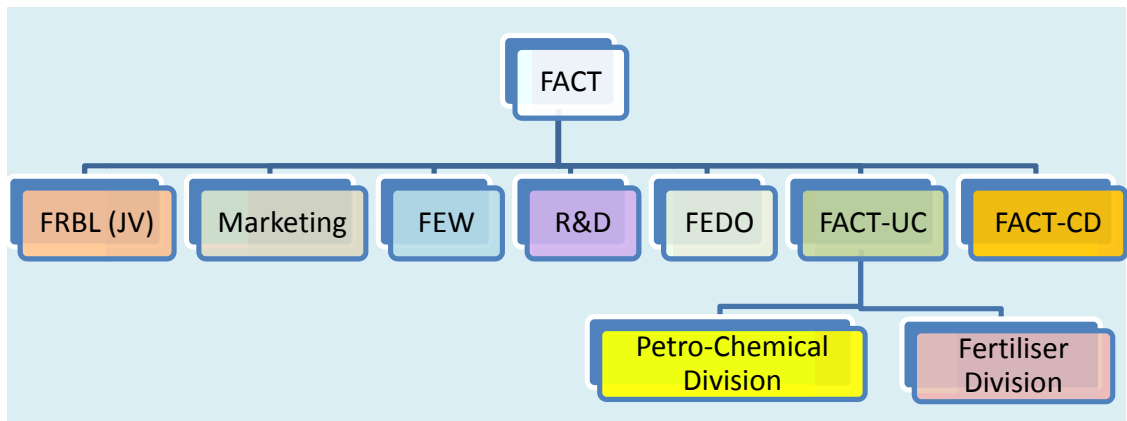 FACT
FRBL (JV)
Marketing
FEW
R&D
FEDO
FACT-UC
FACT-CD
Petro-Chemical
Division
Fertiliser
Division